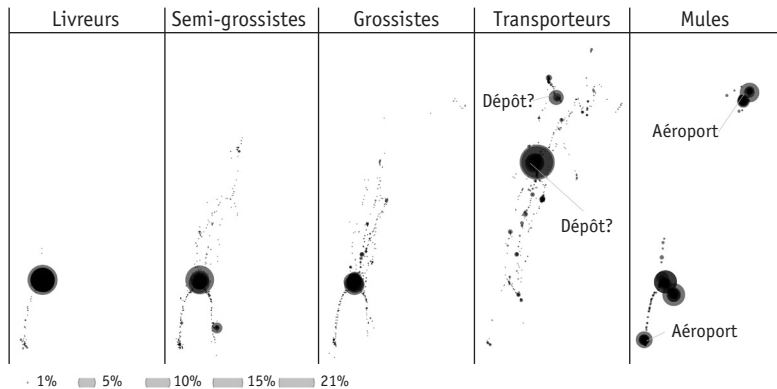 Livreurs Semi-grossistes Grossistes Transporteurs Mules
Dépôt?
Aéroport
Dépôt?
Aéroport
1% 5% 10% 15% 21%